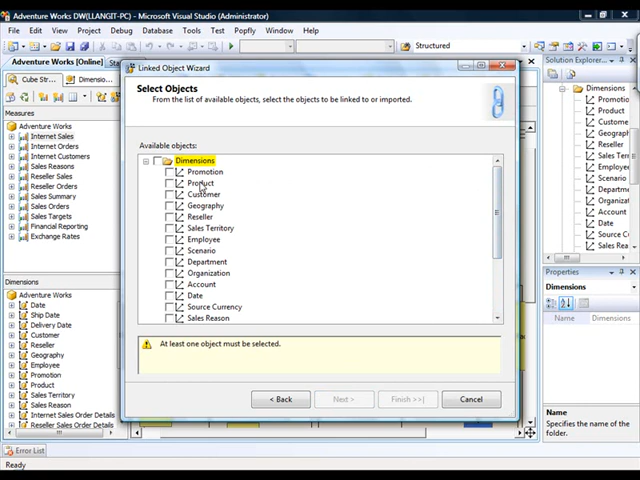 Adventure Works DW(LLANGIT-PC) - Microsoft Visual Studio (Administrator)
File Edit View Project Debug Database Tools Test Popfly Window Help
Structured
Adventure Works [Online]
Cube Str...
Dimensio...
Measures
Adventure Works
Internet Sales
Internet Orders
Internet Customers
Sales Reasons
Reseller Sales
Reseller Orders
Sales Summary
Sales Orders
Sales Targets
Financial Reporting
Exchange Rates
Dimensions
Adventure Works
Date
Ship Date
Delivery Date
Customer
Reseller
Geography
Employee
Promotion
Product
Sales Territory
Sales Reason
Internet Sales Order Details
Reseller Sales Order Details
Linked Object Wizard
Select Objects
From the list of available objects, select the objects to be linked to or imported.
Available objects:
Dimensions
Promotion
Product
Customer
Geography
Reseller
Sales Territory
Employee
Scenario
Department
Organization
Account
Date
Source Currency
Sales Reason
At least one object must be selected.
< Back
Next >
Finish >>|
Cancel
Solution Explorer...
Dimensions
Promotio
Product
Custome
Geograph
Reseller
Sales Ter
Employe
Scenario
Departm
Organiza
Account
Date
Source C
Sales Rea
Properties
Dimensions
Name Dimensions
Name
Specifies the name of the folder.
Error List
Ready